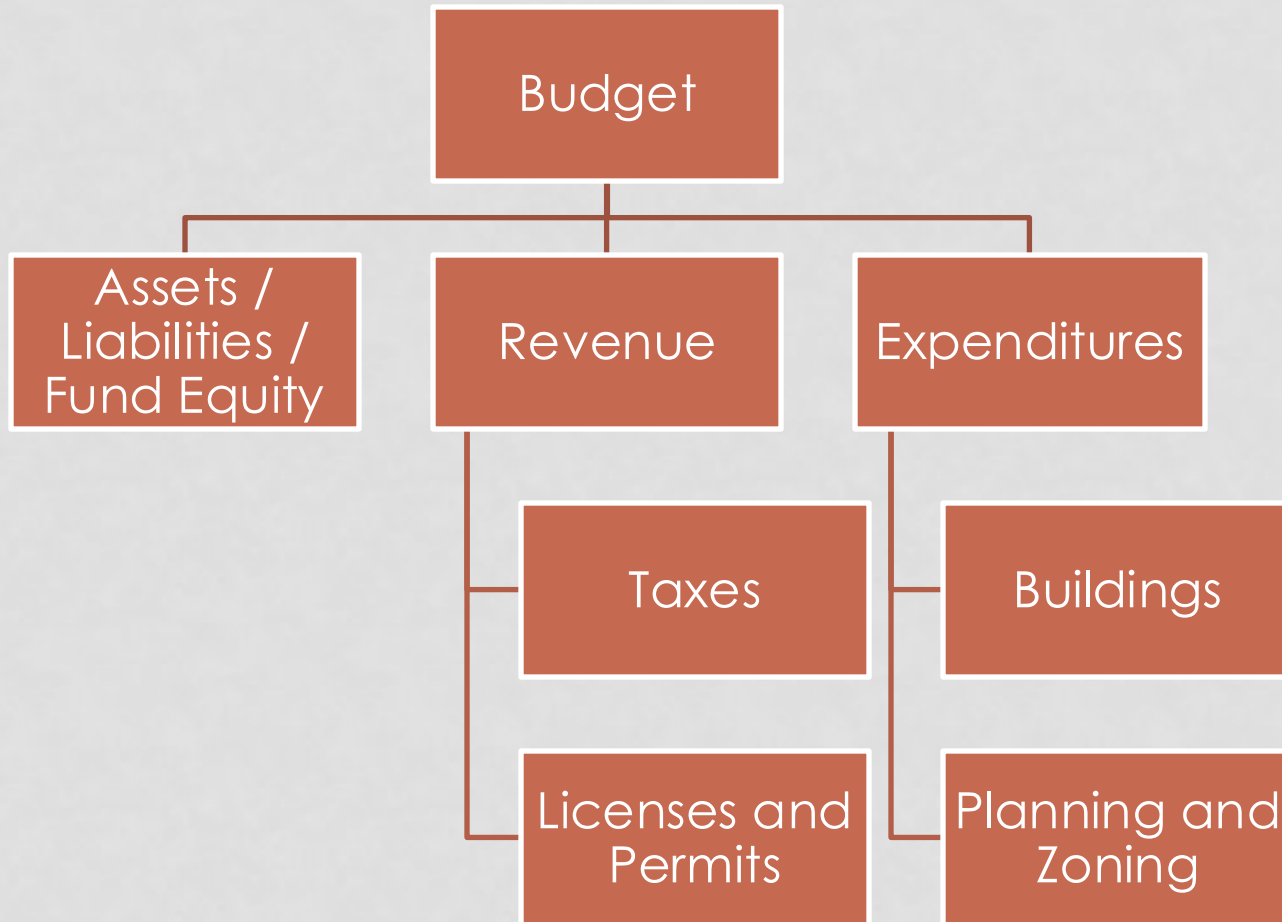 Budget
Assets /
Liabilities /
Fund Equity
Revenue
Expenditures
Taxes
Buildings
Licenses and
Permits
Planning and
Zoning